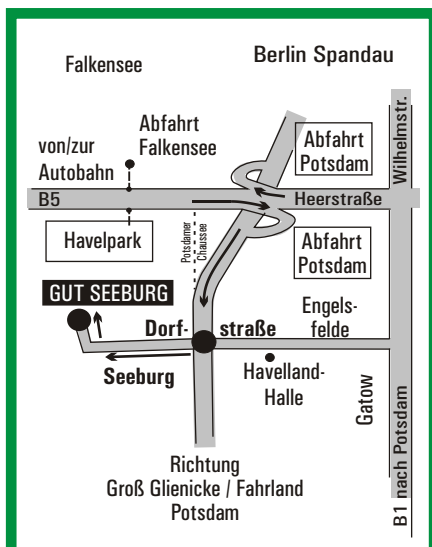 Berlin Spandau
Falkensee
Wilhelmstr.
Abfahrt
Falkensee
Abfahrt
Potsdam
von/zur
Autobahn
B5
Heerstraße
Havelpark
Potsdamer
Chaussee
Abfahrt
Potsdam
GUT SEEBURG
Engels-
felde
Dorf-
straße
Seeburg
Havelland-
Halle
Gatow
B1 nach Potsdam
Richtung
Groß Glienicke / Fahrland
Potsdam